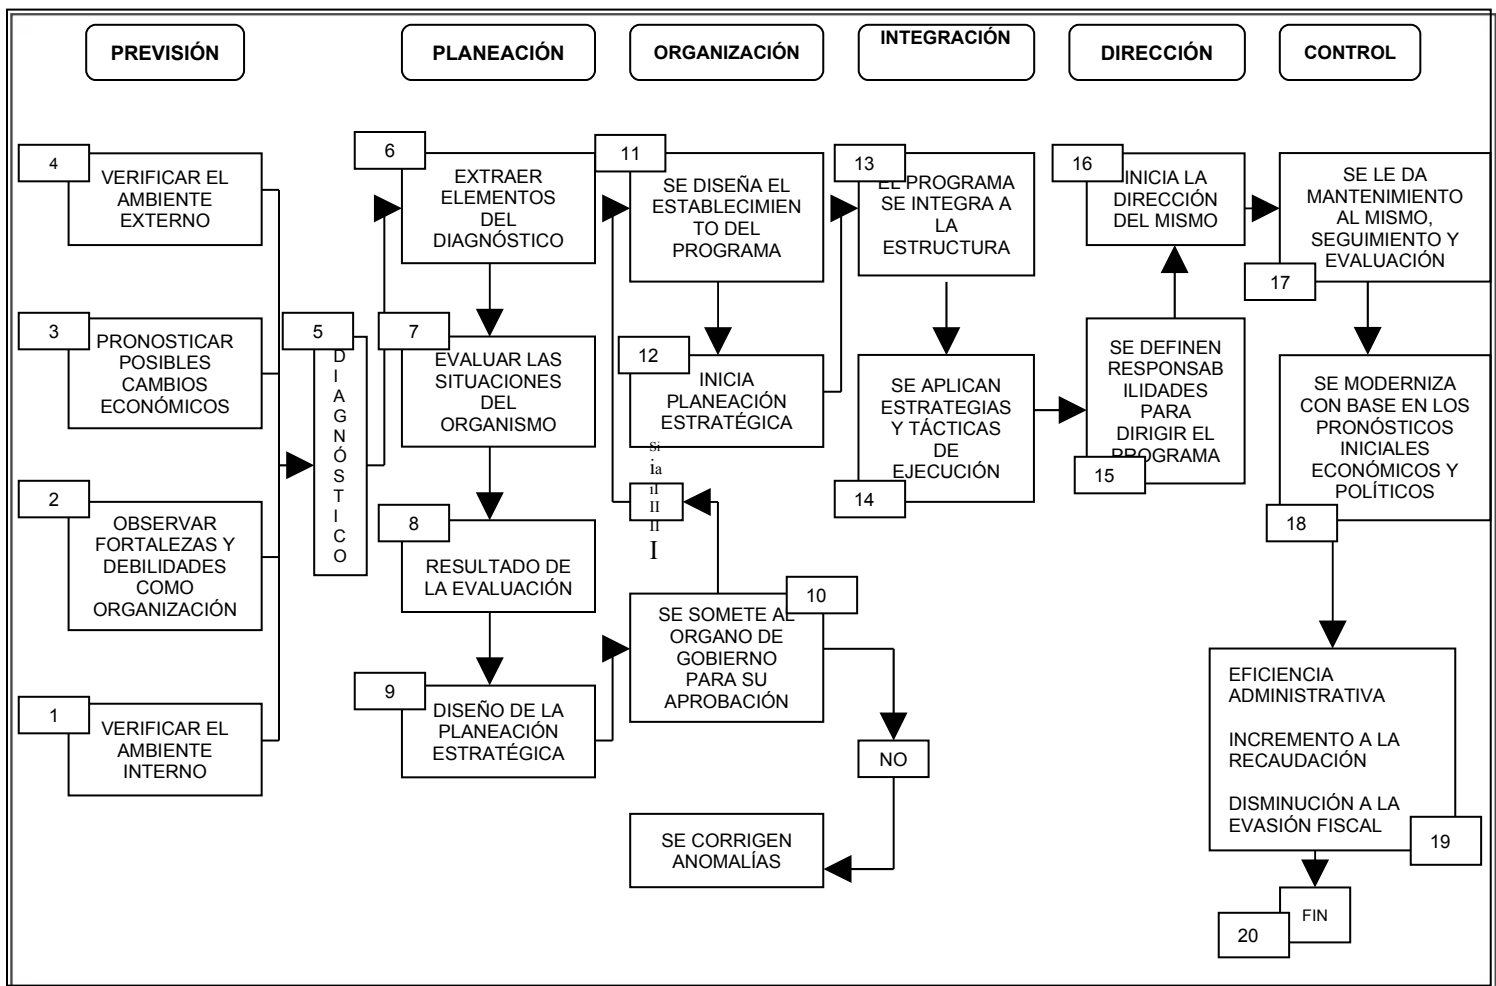 PREVISIÓN
PLANEACIÓN
ORGANIZACIÓN
INTEGRACIÓN
DIRECCIÓN
CONTROL
4
VERIFICAR EL
AMBIENTE
EXTERNO
3
PRONOSTICAR
POSIBLES
CAMBIOS
ECONÓMICOS
2
OBSERVAR
FORTALEZAS Y
DEBILIDADES
COMO
ORGANIZACIÓN
1
VERIFICAR EL
AMBIENTE
INTERNO
5
D
I
A
G
N
Ó
S
T
I
C
O
6
EXTRAER
ELEMENTOS
DEL
DIAGNÓSTICO
7
EVALUAR LAS
SITUACIONES
DEL
ORGANISMO
8
RESULTADO DE
LA EVALUACIÓN
9
DISEÑO DE LA
PLANEACIÓN
ESTRATÉGICA
11
SE DISEÑA EL
ESTABLECIMIEN
TO DEL
PROGRAMA
12
INICIA
PLANEACIÓN
ESTRATÉGICA
Si
10
SE SOMETE AL
ORGANO DE
GOBIERNO
PARA SU
APROBACIÓN
NO
SE CORRIGEN
ANOMALÍAS
13
EL PROGRAMA
SE INTEGRA A
LA
ESTRUCTURA
SE APLICAN
ESTRATEGIAS
Y TÁCTICAS
DE
EJECUCIÓN
14
16
INICIA LA
DIRECCIÓN
DEL MISMO
SE DEFINEN
RESPONSAB
ILIDADES
PARA
DIRIGIR EL
PROGRAMA
15
SE LE DA
MANTENIMIENTO
AL MISMO,
SEGUIMIENTO Y
EVALUACIÓN
17
SE MODERNIZA
CON BASE EN LOS
PRONÓSTICOS
INICIALES
ECONÓMICOS Y
POLÍTICOS
18
EFICIENCIA
ADMINISTRATIVA
INCREMENTO A LA
RECAUDACIÓN
DISMINUCIÓN A LA
EVASIÓN FISCAL
19
FIN
20